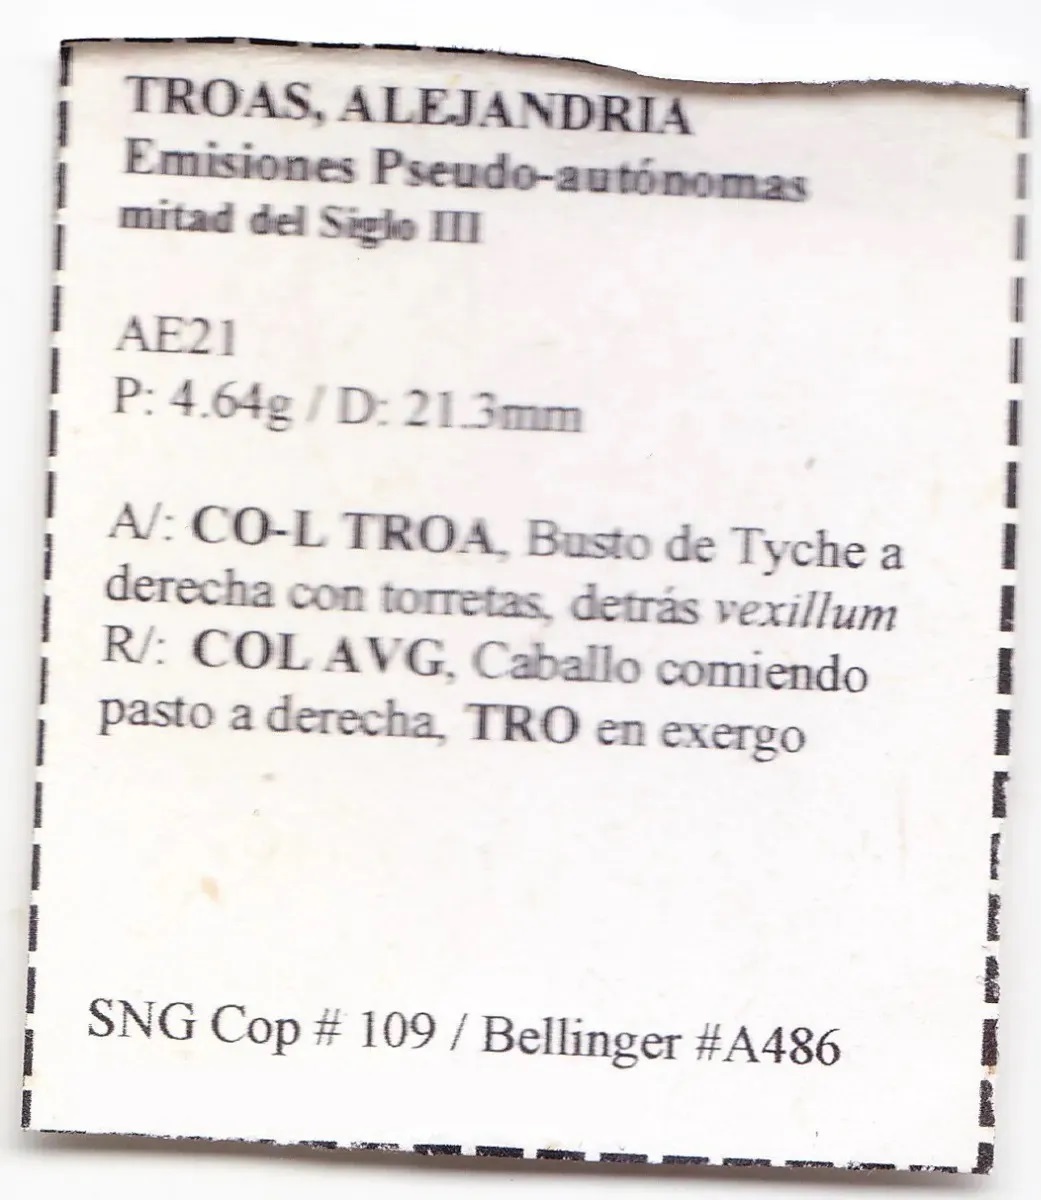 TROAS, ALEJANDRIA
Emisiones Pseudo-autónomas
mitad del Siglo III
AE21
P: 4.64g / D: 21.3mm
A/: CO-L TROA, Busto de Tyche a
derecha con torretas, detrás vexillum
R/: COL AVG, Caballo comiendo
pasto a derecha, TRO en exergo
SNG Cop # 109 / Bellinger #A486